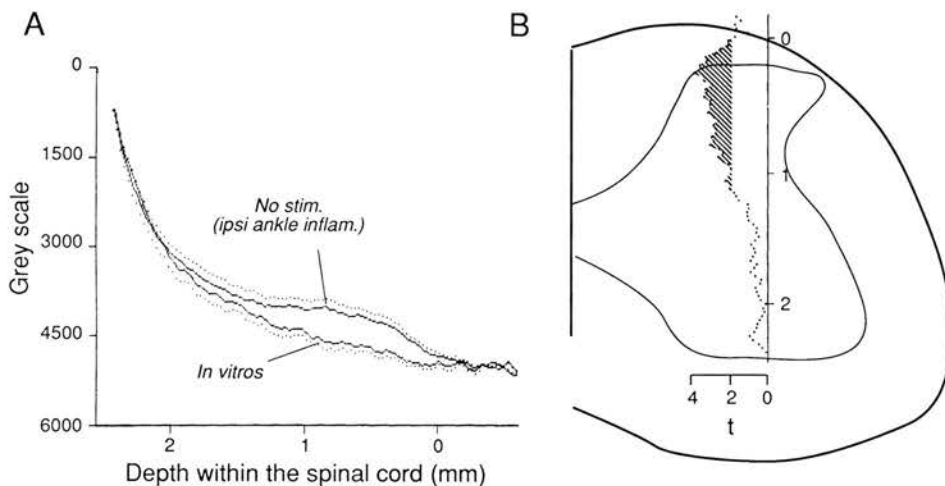 A
0
1500
3000
4500
6000
Grey scale
No stim.
(ipsi ankle inflam.)
In vitros
2
1
0
Depth within the spinal cord (mm)
B
0
1
2
4
2
0
t